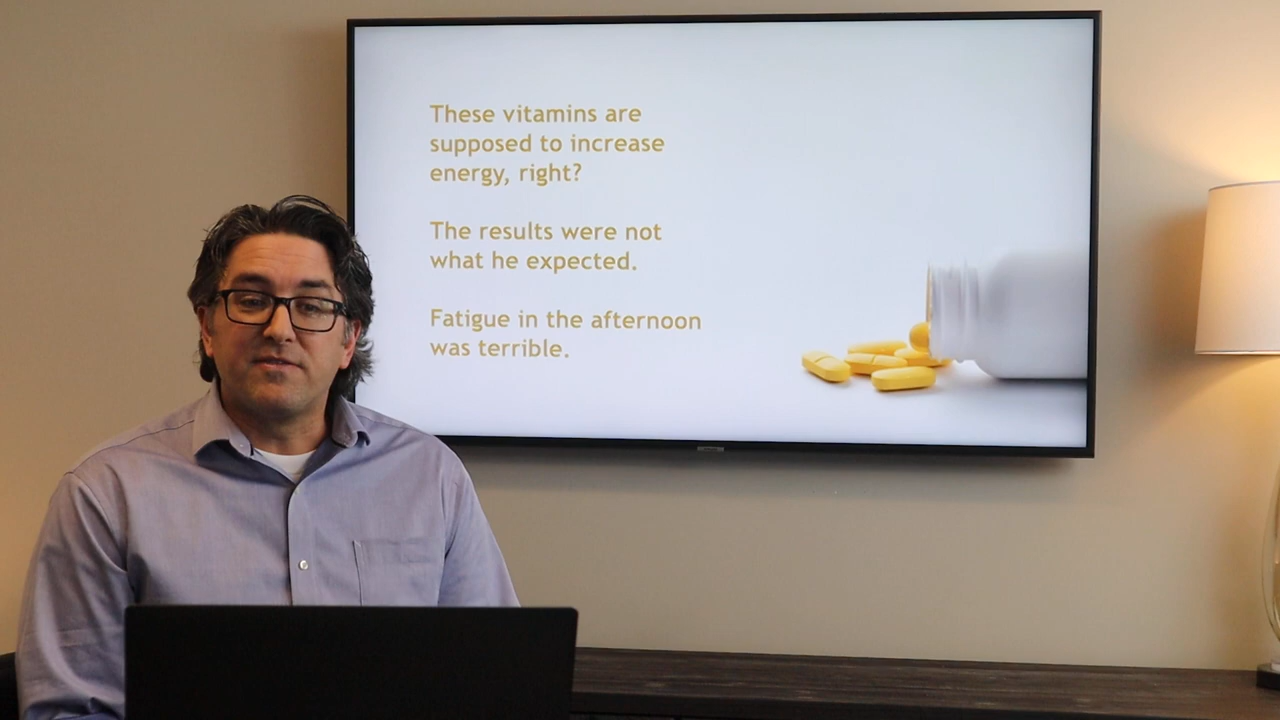 These vitamins are
supposed to increase
energy, right?
The results were not
what he expected.
Fatigue in the afternoon
was terrible.